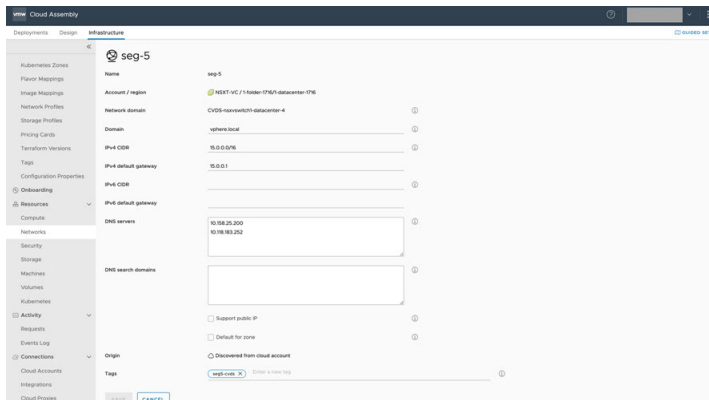 vmw Cloud Assembly
Deployments Design Infrastructure
GUIDED SET
«
Kubernetes Zones
Flavor Mappings
Image Mappings
Network Profiles
Storage Profiles
Pricing Cards
Terraform Versions
Tags
Configuration Properties
Onboarding
Resources
Compute
Networks
Security
Storage
Machines
Volumes
Kubernetes
Activity
Requests
Events Log
Connections
Cloud Accounts
Integrations
Cloud Proxies
seg-5
Name seg-5
Account / region NSXT-VC / 1-folder-1716/1-datacenter-1716
Network domain CVDS-nsxvswitch1-datacenter-4
Domain vphere.local
IPv4 CIDR 15.0.0.0/16
IPv4 default gateway 15.0.0.1
IPv6 CIDR
IPv6 default gateway
DNS servers 10.158.25.200
10.118.183.252
DNS search domains
Support public IP
Default for zone
Origin Discovered from cloud account
Tags seg5-cvds X Enter a new tag
SAVE CANCEL